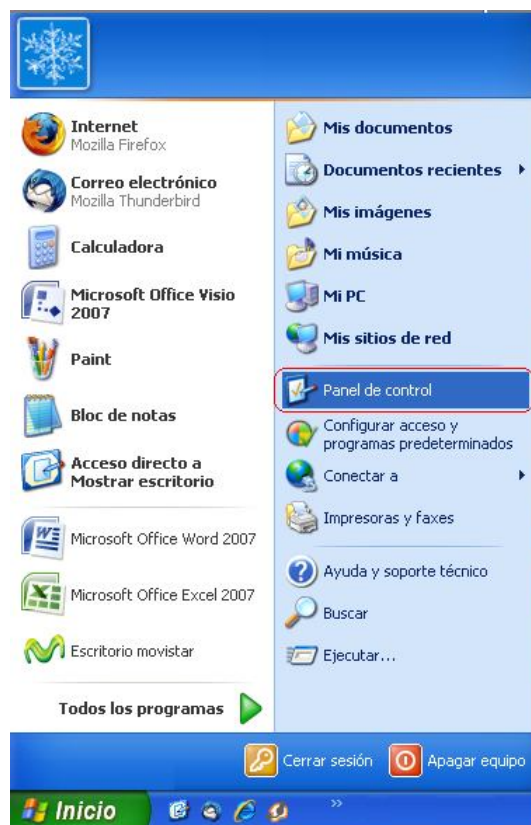 Internet
Mozilla Firefox
Correo electrónico
Mozilla Thunderbird
Calculadora
Microsoft Office Visio
2007
Paint
Bloc de notas
Acceso directo a
Mostrar escritorio
Microsoft Office Word 2007
Microsoft Office Excel 2007
Escritorio movistar
Todos los programas
Mis documentos
Documentos recientes
Mis imágenes
Mi música
Mi PC
Mis sitios de red
Panel de control
Configurar acceso y
programas predeterminados
Conectar a
Impresoras y faxes
Ayuda y soporte técnico
Buscar
Ejecutar...
Cerrar sesión
Apagar equipo
Inicio